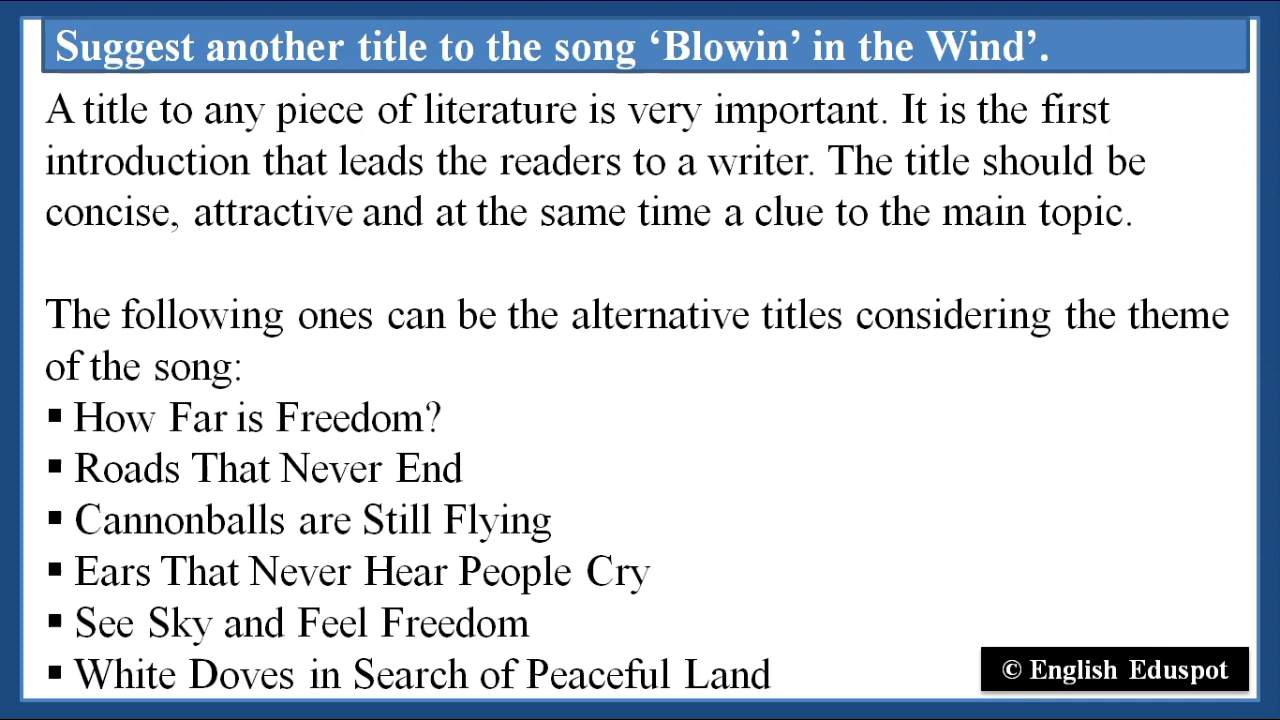 Suggest another title to the song ‘Blowin’ in the Wind’.
A title to any piece of literature is very important. It is the first
introduction that leads the readers to a writer. The title should be
concise, attractive and at the same time a clue to the main topic.
The following ones can be the alternative titles considering the theme
of the song:
▪ How Far is Freedom?
▪ Roads That Never End
▪ Cannonballs are Still Flying
▪ Ears That Never Hear People Cry
▪ See Sky and Feel Freedom
▪ White Doves in Search of Peaceful Land
© English Eduspot